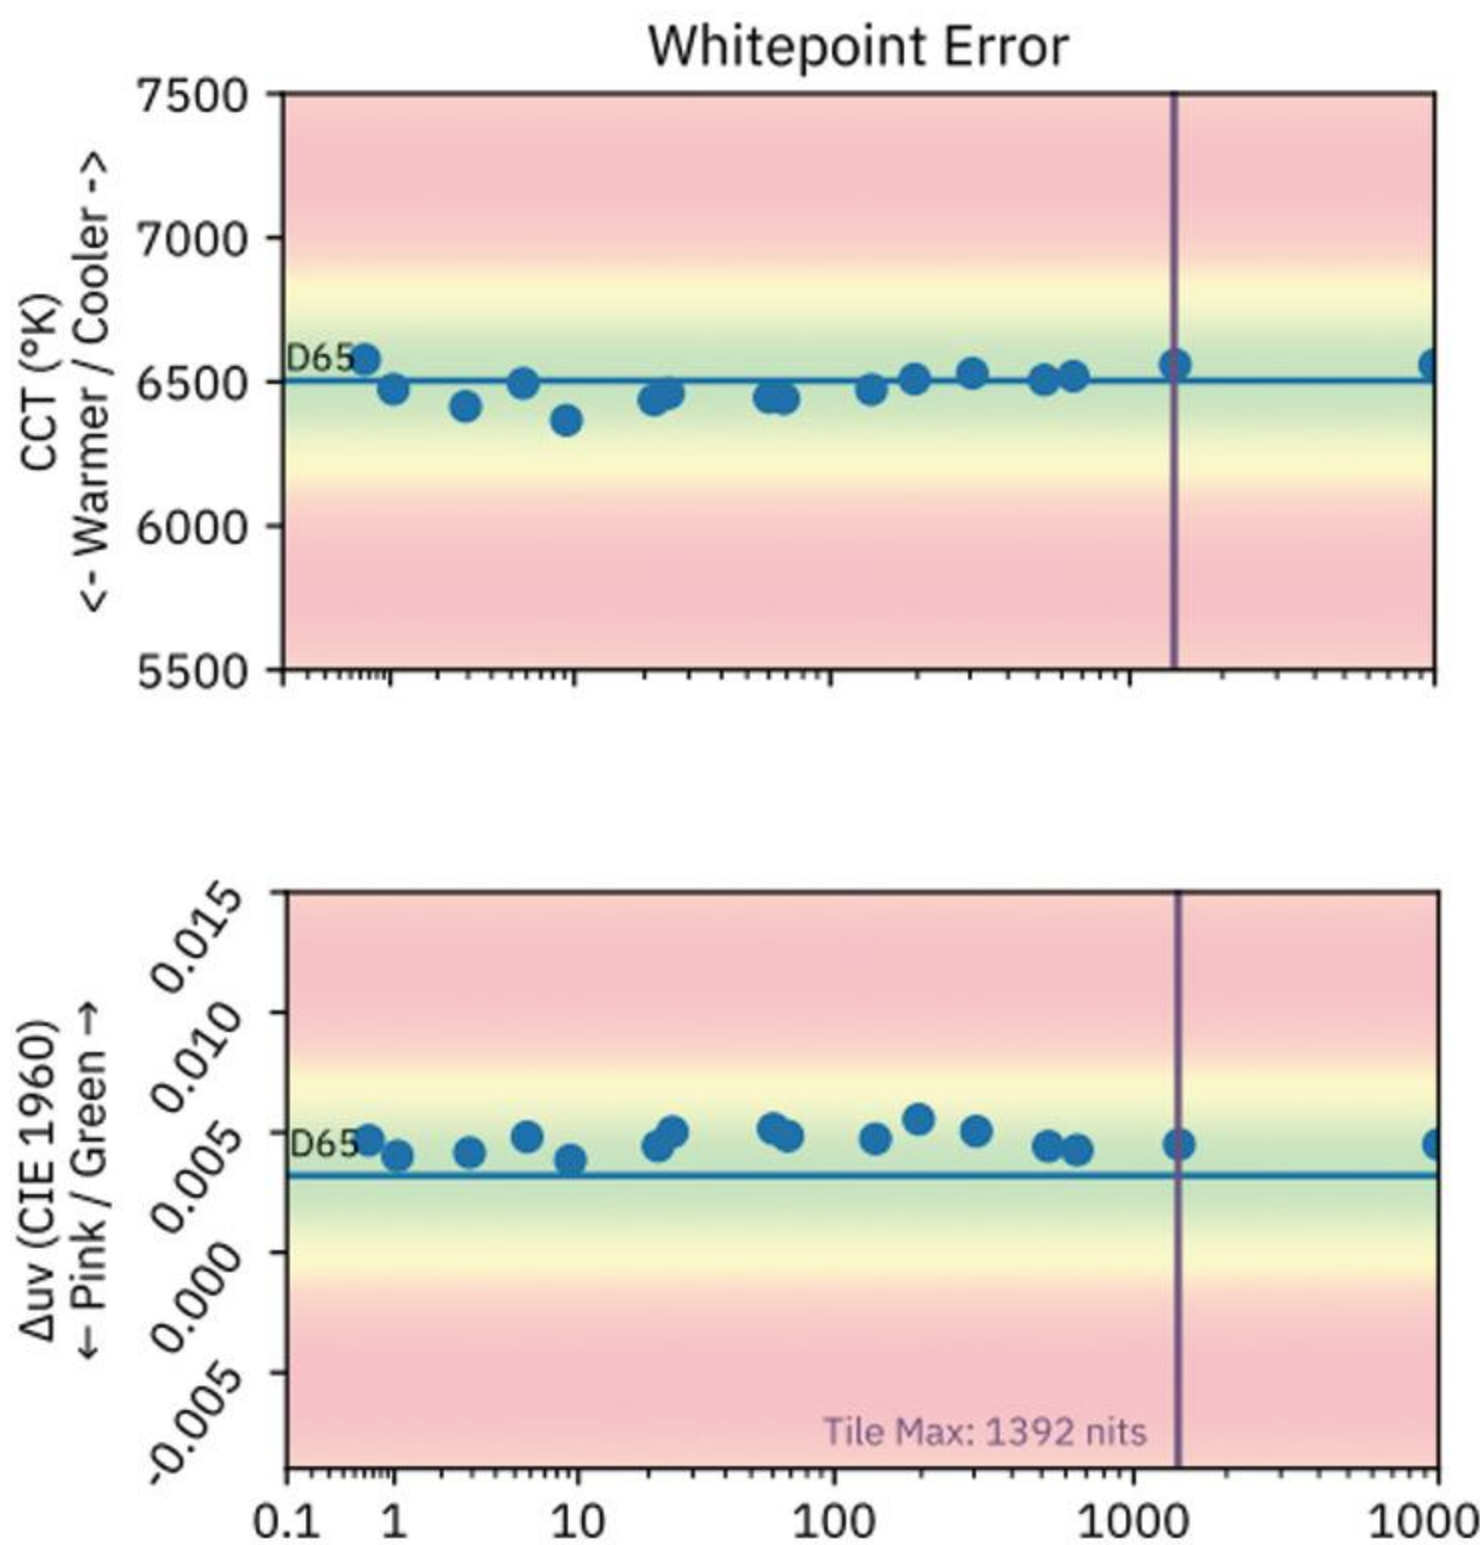 Whitepoint Error
7500
7000
6500
6000
5500
CCT (°K)
<- Warmer / Cooler ->
D65
0.015
0.010
0.005
0.000
-0.005
Δuv (CIE 1960)
← Pink / Green →
D65
Tile Max: 1392 nits
0.1 1 10 100 1000 1000